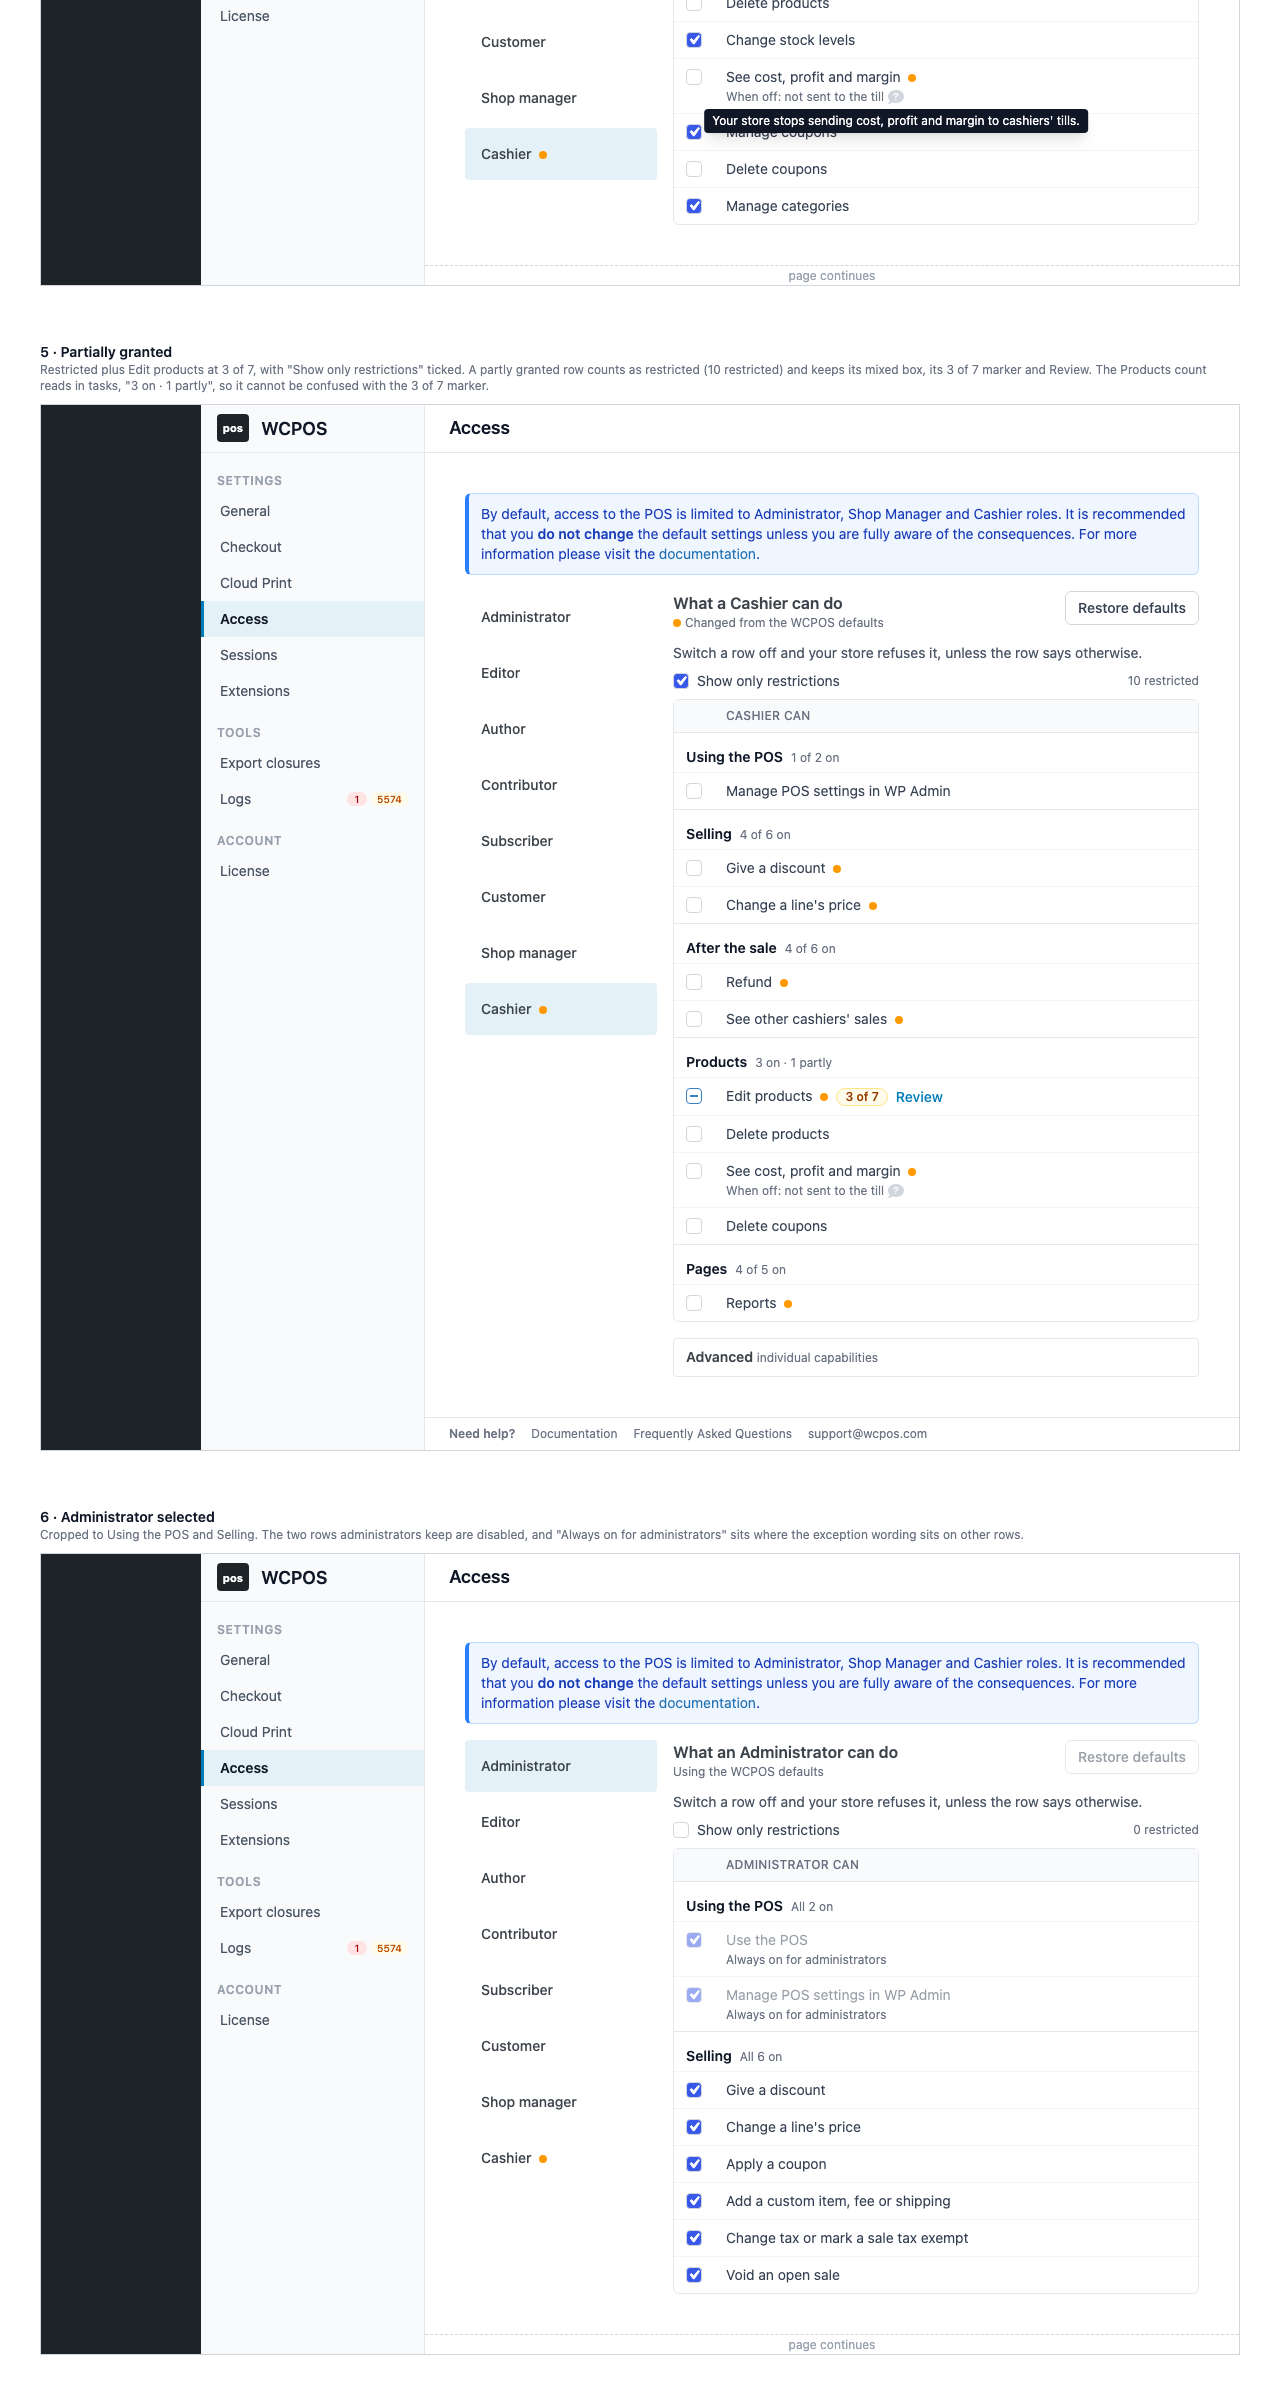 License
Delete products
Customer
Change stock levels
See cost, profit and margin
Shop manager
When off: not sent to the till ?
Your store stops sending cost, profit and margin to cashiers' tills.
Manage coupons
Cashier
Delete coupons
Manage categories
page continues
5 · Partially granted
Restricted plus Edit products at 3 of 7, with "Show only restrictions" ticked. A partly granted row counts as restricted (10 restricted) and keeps its mixed box, its 3 of 7 marker and Review. The Products count
reads in tasks, "3 on · 1 partly", so it cannot be confused with the 3 of 7 marker.
pos WCPOS
Access
SETTINGS
General
Checkout
Cloud Print
Access
Sessions
Extensions
TOOLS
Export closures
Logs 1 5574
ACCOUNT
License
By default, access to the POS is limited to Administrator, Shop Manager and Cashier roles. It is recommended
that you do not change the default settings unless you are fully aware of the consequences. For more
information please visit the documentation.
Administrator
Editor
Author
Contributor
Subscriber
Customer
Shop manager
Cashier
What a Cashier can do
Changed from the WCPOS defaults
Restore defaults
Switch a row off and your store refuses it, unless the row says otherwise.
Show only restrictions
10 restricted
CASHIER CAN
Using the POS 1 of 2 on
Manage POS settings in WP Admin
Selling 4 of 6 on
Give a discount
Change a line's price
After the sale 4 of 6 on
Refund
See other cashiers' sales
Products 3 on · 1 partly
Edit products 3 of 7 Review
Delete products
See cost, profit and margin
When off: not sent to the till ?
Delete coupons
Pages 4 of 5 on
Reports
Advanced individual capabilities
Need help? Documentation Frequently Asked Questions support@wcpos.com
6 · Administrator selected
Cropped to Using the POS and Selling. The two rows administrators keep are disabled, and "Always on for administrators" sits where the exception wording sits on other rows.
pos WCPOS
Access
SETTINGS
General
Checkout
Cloud Print
Access
Sessions
Extensions
TOOLS
Export closures
Logs 1 5574
ACCOUNT
License
By default, access to the POS is limited to Administrator, Shop Manager and Cashier roles. It is recommended
that you do not change the default settings unless you are fully aware of the consequences. For more
information please visit the documentation.
Administrator
Editor
Author
Contributor
Subscriber
Customer
Shop manager
Cashier
What an Administrator can do
Using the WCPOS defaults
Restore defaults
Switch a row off and your store refuses it, unless the row says otherwise.
Show only restrictions
0 restricted
ADMINISTRATOR CAN
Using the POS All 2 on
Use the POS
Always on for administrators
Manage POS settings in WP Admin
Always on for administrators
Selling All 6 on
Give a discount
Change a line's price
Apply a coupon
Add a custom item, fee or shipping
Change tax or mark a sale tax exempt
Void an open sale
page continues